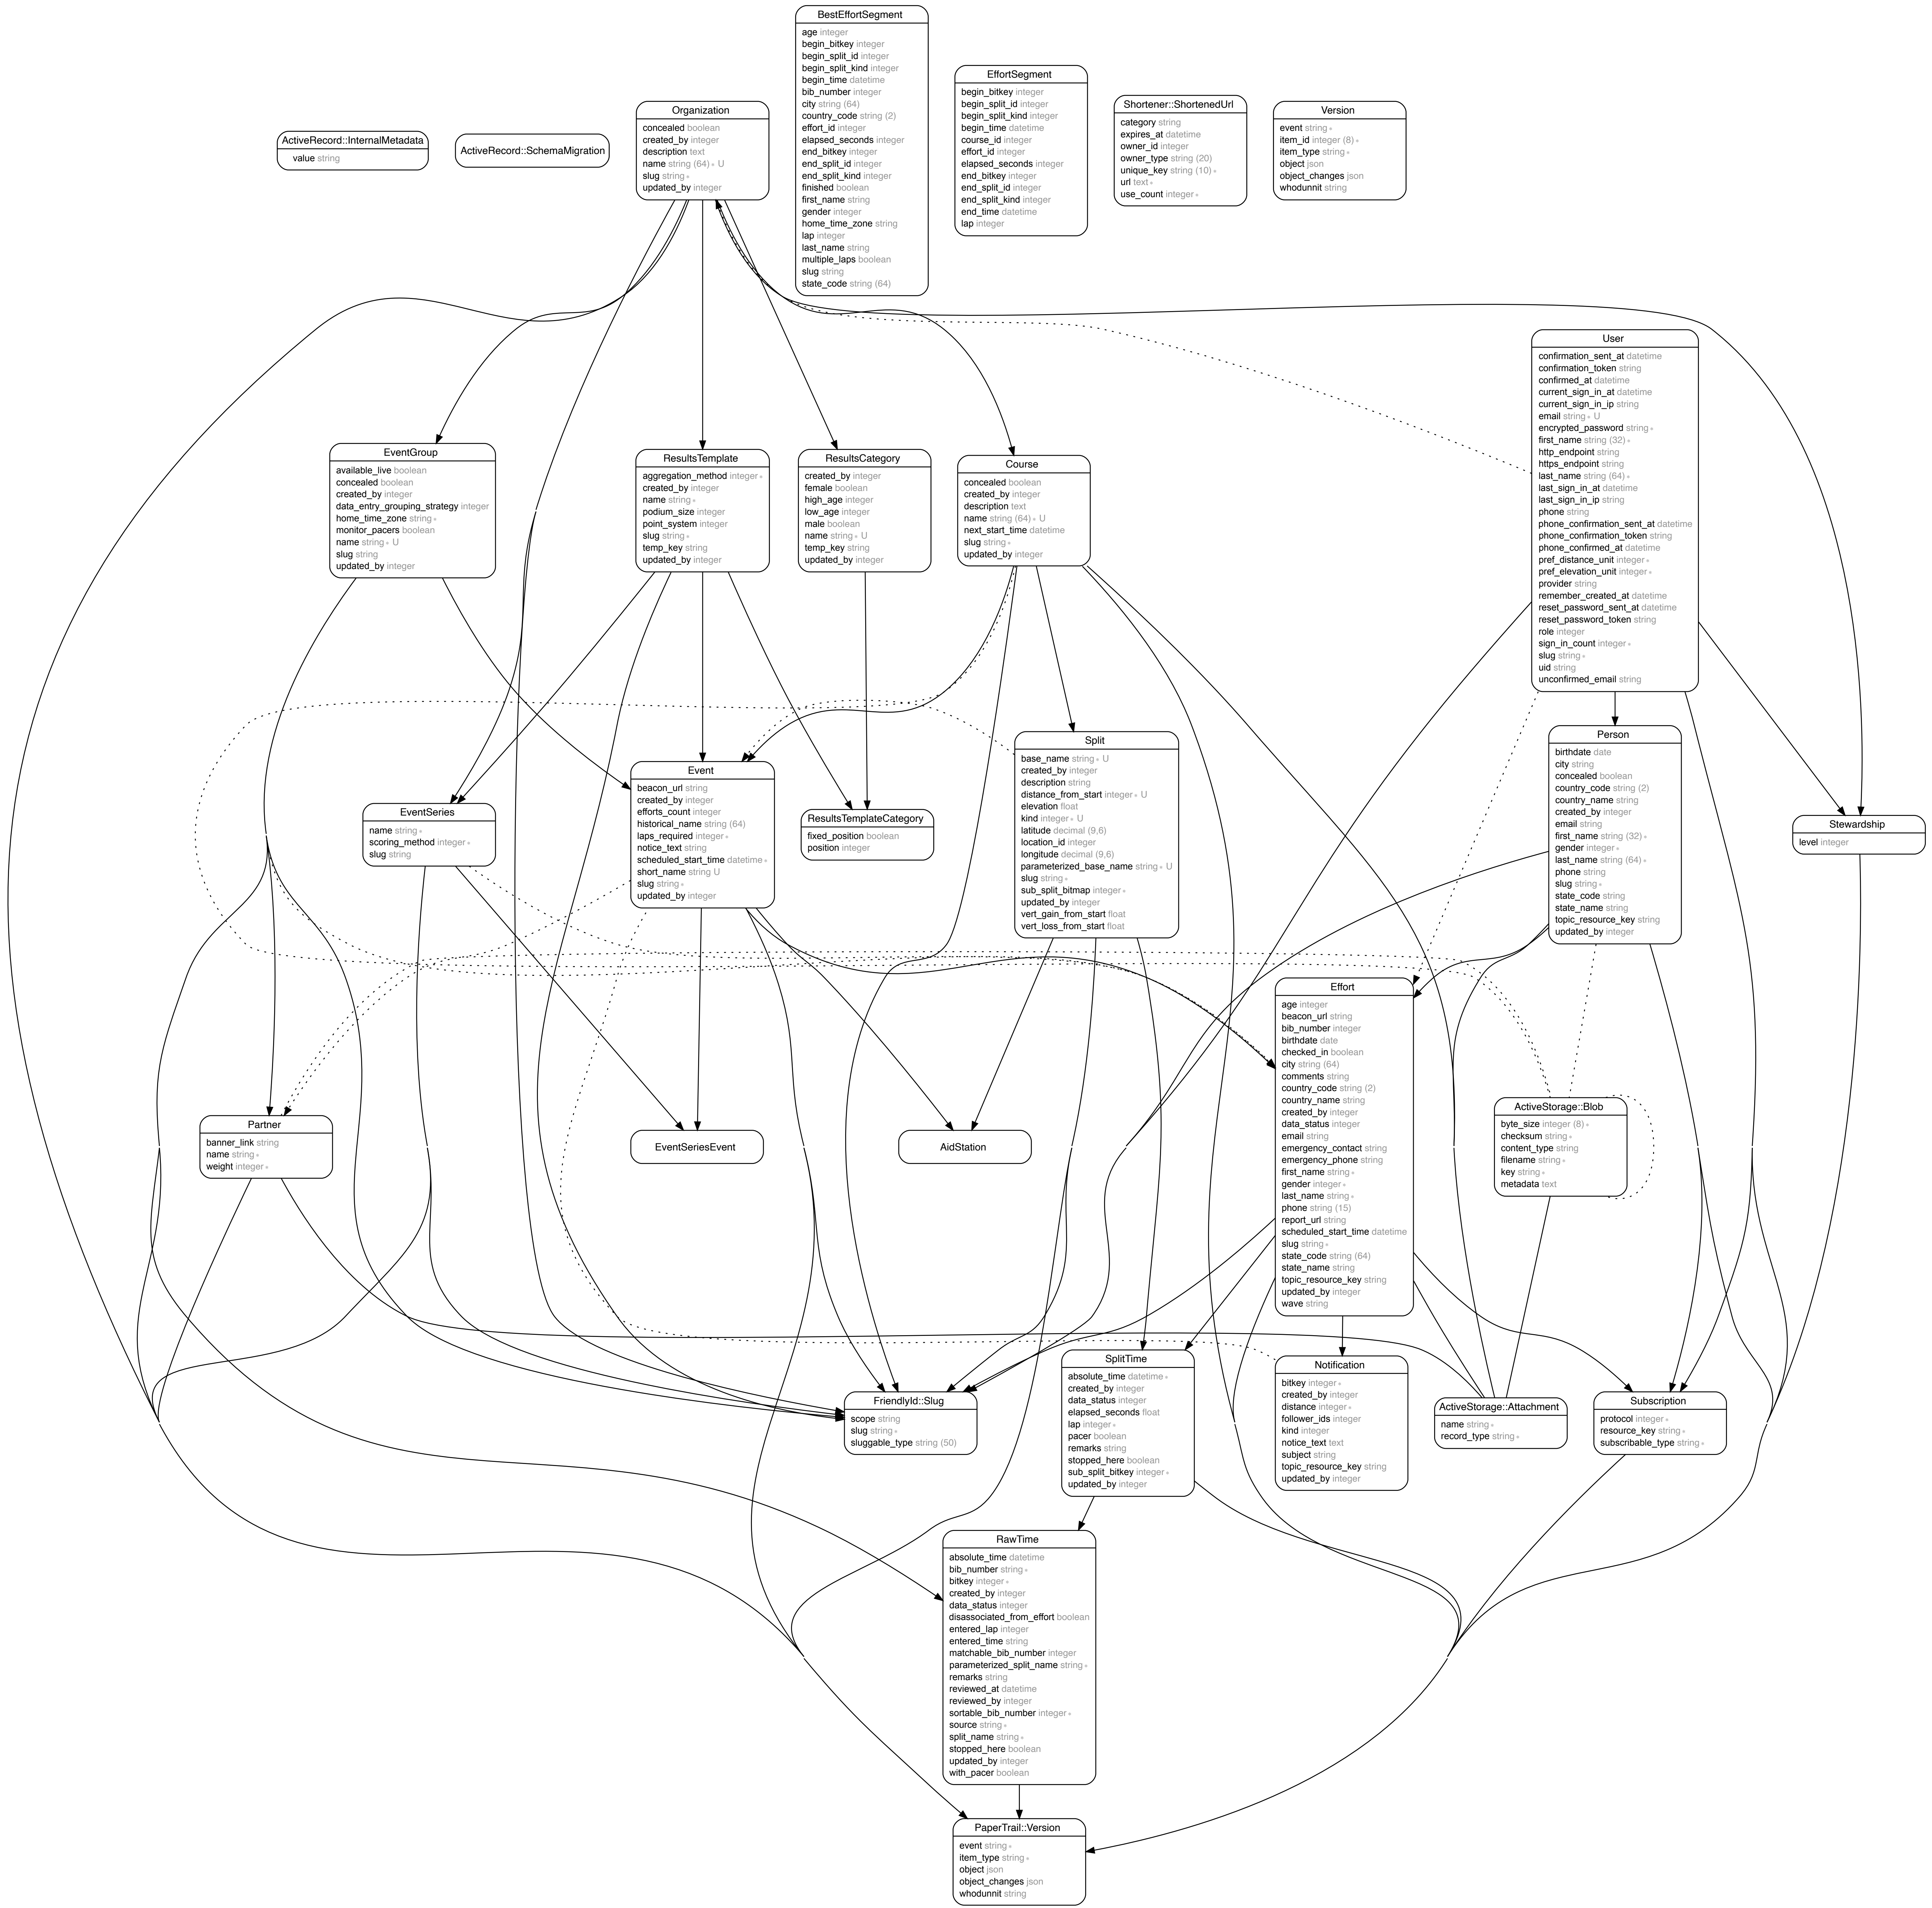 BestEffortSegment
age integer
begin_bitkey integer
begin_split_id integer
begin_split_kind integer
begin_time datetime
bib_number integer
city string (64)
country_code string (2)
effort_id integer
elapsed_seconds integer
end_bitkey integer
end_split_id integer
end_split_kind integer
finished boolean
first_name string
gender integer
home_time_zone string
lap integer
last_name string
multiple_laps boolean
slug string
state_code string (64)
EffortSegment
begin_bitkey integer
begin_split_id integer
begin_split_kind integer
begin_time datetime
course_id integer
effort_id integer
elapsed_seconds integer
end_bitkey integer
end_split_id integer
end_split_kind integer
end_time datetime
lap integer
Shortener::ShortenedUrl
category string
expires_at datetime
owner_id integer
owner_type string (20)
unique_key string (10) ∗
url text ∗
use_count integer ∗
Version
event string ∗
item_id integer (8) ∗
item_type string ∗
object json
object_changes json
whodunnit string
Organization
concealed boolean
created_by integer
description text
name string (64) ∗ U
slug string ∗
updated_by integer
ActiveRecord::InternalMetadata
value string
ActiveRecord::SchemaMigration
User
confirmation_sent_at datetime
confirmation_token string
confirmed_at datetime
current_sign_in_at datetime
current_sign_in_ip string
email string ∗ U
encrypted_password string ∗
first_name string (32) ∗
http_endpoint string
https_endpoint string
last_name string (64) ∗
last_sign_in_at datetime
last_sign_in_ip string
phone string
phone_confirmation_sent_at datetime
phone_confirmation_token string
phone_confirmed_at datetime
pref_distance_unit integer ∗
pref_elevation_unit integer ∗
provider string
remember_created_at datetime
reset_password_sent_at datetime
reset_password_token string
role integer
sign_in_count integer ∗
slug string ∗
uid string
unconfirmed_email string
EventGroup
available_live boolean
concealed boolean
created_by integer
data_entry_grouping_strategy integer
home_time_zone string ∗
monitor_pacers boolean
name string ∗ U
slug string
updated_by integer
ResultsTemplate
aggregation_method integer ∗
created_by integer
name string ∗
podium_size integer
point_system integer
slug string ∗
temp_key string
updated_by integer
ResultsCategory
created_by integer
female boolean
high_age integer
low_age integer
male boolean
name string ∗ U
temp_key string
updated_by integer
Course
concealed boolean
created_by integer
description text
name string (64) ∗ U
next_start_time datetime
slug string ∗
updated_by integer
Person
birthdate date
city string
concealed boolean
country_code string (2)
country_name string
created_by integer
email string
first_name string (32) ∗
gender integer ∗
last_name string (64) ∗
phone string
slug string ∗
state_code string
state_name string
topic_resource_key string
updated_by integer
Split
base_name string ∗ U
created_by integer
description string
distance_from_start integer ∗ U
elevation float
kind integer ∗ U
latitude decimal (9,6)
location_id integer
longitude decimal (9,6)
parameterized_base_name string ∗ U
slug string ∗
sub_split_bitmap integer ∗
updated_by integer
vert_gain_from_start float
vert_loss_from_start float
Event
beacon_url string
created_by integer
efforts_count integer
historical_name string (64)
laps_required integer ∗
notice_text string
scheduled_start_time datetime ∗
short_name string U
slug string ∗
updated_by integer
EventSeries
name string ∗
scoring_method integer ∗
slug string
ResultsTemplateCategory
fixed_position boolean
position integer
Stewardship
level integer
Effort
age integer
beacon_url string
bib_number integer
birthdate date
checked_in boolean
city string (64)
comments string
country_code string (2)
country_name string
created_by integer
data_status integer
email string
emergency_contact string
emergency_phone string
first_name string ∗
gender integer ∗
last_name string ∗
phone string (15)
report_url string
scheduled_start_time datetime
slug string ∗
state_code string (64)
state_name string
topic_resource_key string
updated_by integer
wave string
ActiveStorage::Blob
byte_size integer (8) ∗
checksum string ∗
content_type string
filename string ∗
key string ∗
metadata text
Partner
banner_link string
name string ∗
weight integer ∗
EventSeriesEvent
AidStation
SplitTime
absolute_time datetime ∗
created_by integer
data_status integer
elapsed_seconds float
lap integer ∗
pacer boolean
remarks string
stopped_here boolean
sub_split_bitkey integer ∗
updated_by integer
Notification
bitkey integer ∗
created_by integer
distance integer ∗
follower_ids integer
kind integer
notice_text text
subject string
topic_resource_key string
updated_by integer
FriendlyId::Slug
scope string
slug string ∗
sluggable_type string (50)
ActiveStorage::Attachment
name string ∗
record_type string ∗
Subscription
protocol integer ∗
resource_key string ∗
subscribable_type string ∗
RawTime
absolute_time datetime
bib_number string ∗
bitkey integer ∗
created_by integer
data_status integer
disassociated_from_effort boolean
entered_lap integer
entered_time string
matchable_bib_number integer
parameterized_split_name string ∗
remarks string
reviewed_at datetime
reviewed_by integer
sortable_bib_number integer ∗
source string ∗
split_name string ∗
stopped_here boolean
updated_by integer
with_pacer boolean
PaperTrail::Version
event string ∗
item_type string ∗
object json
object_changes json
whodunnit string